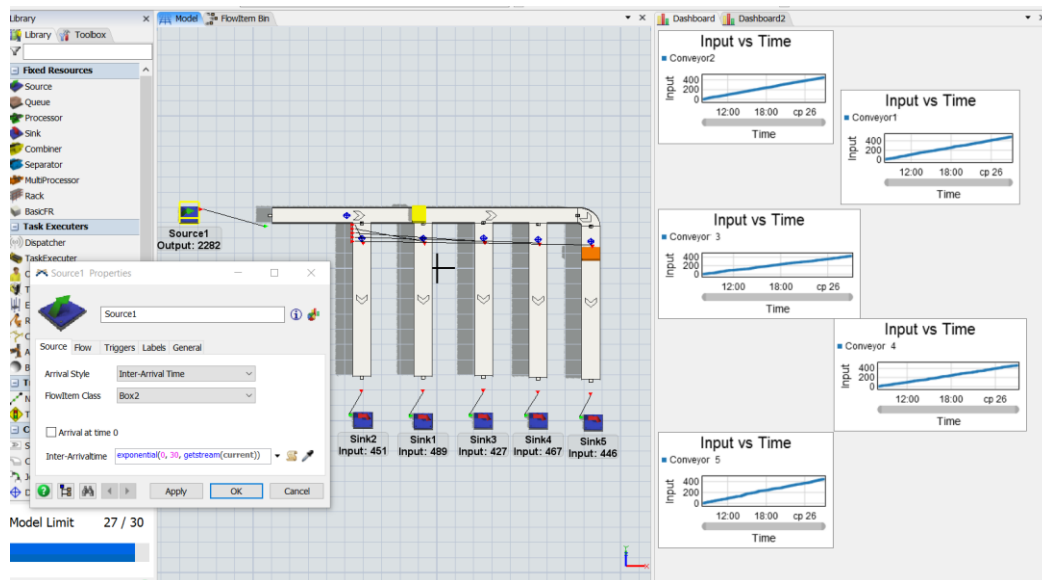 Library
Library Toolbox
Fixed Resources
Source
Queue
Processor
Sink
Combiner
Separator
MultiProcessor
Rack
BasicFR
Task Executers
Dispatcher
TaskExecuter
Model FlowItem Bin
Source1
Output: 2282
Sink2
Input: 451
Sink1
Input: 489
Sink3
Input: 427
Sink4
Input: 467
Sink5
Input: 446
Source1 Properties
Source1
Source Flow Triggers Labels General
Arrival Style Inter-Arrival Time
FlowItem Class Box2
Arrival at time 0
Inter-Arrivaltime exponential(0, 30, getstream(current))
Apply OK Cancel
Model Limit 27 / 30
Dashboard Dashboard2
Input vs Time
Conveyor2
Input
400
200
0
12:00 18:00 ср 26
Time
Input vs Time
Conveyor1
Input
400
200
0
12:00 18:00 ср 26
Time
Input vs Time
Conveyor 3
Input
400
200
0
12:00 18:00 ср 26
Time
Input vs Time
Conveyor 4
Input
400
200
0
12:00 18:00 ср 26
Time
Input vs Time
Conveyor 5
Input
400
200
0
12:00 18:00 ср 26
Time